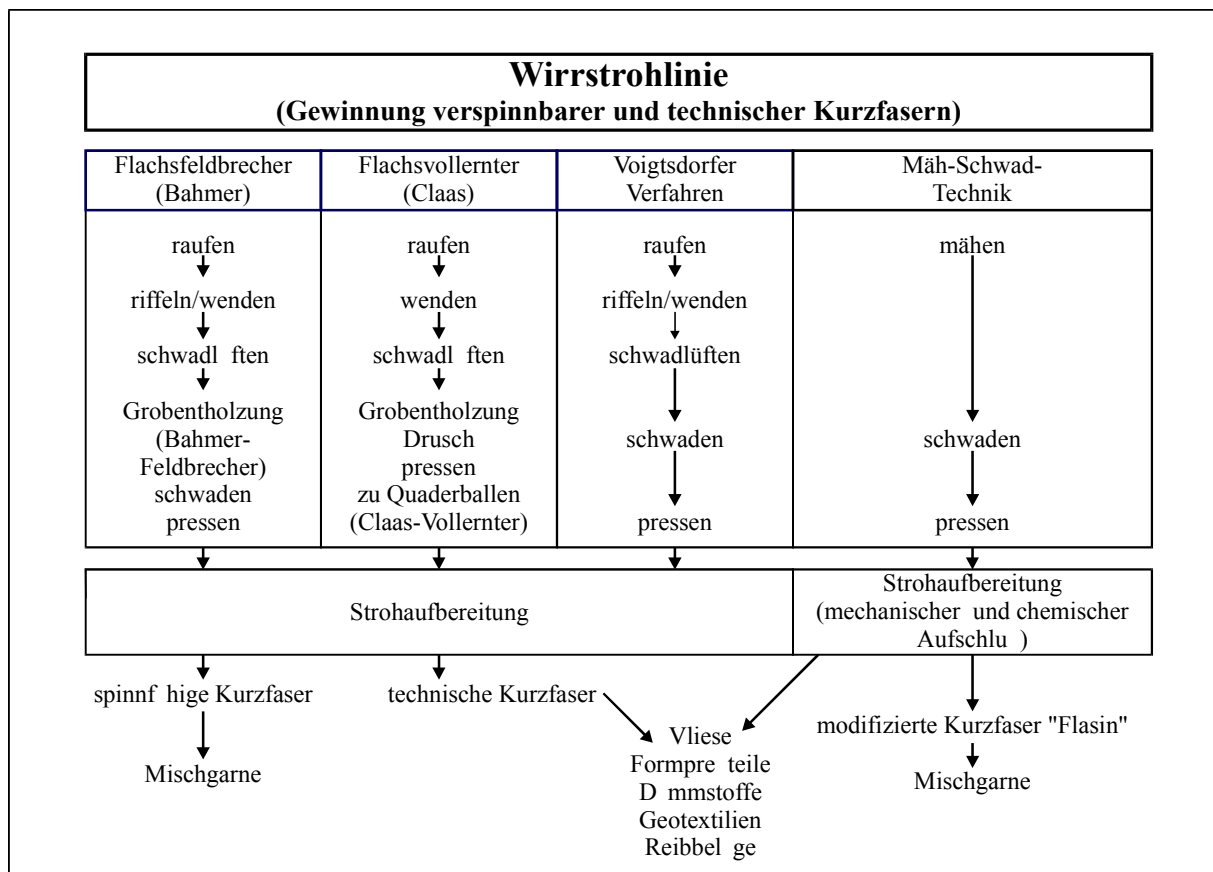 Wirrstrohlinie
(Gewinnung verspinnbarer und technischer Kurzfasern)
Flachsfeldbrecher
(Bahmer)
raufen
riffeln/wenden
schwadl ften
Grobentholzung
(Bahmer-
Feldbrecher)
schwaden
pressen
Flachsvollernter
(Claas)
raufen
wenden
schwadl ften
Grobentholzung
Drusch
pressen
zu Quaderballen
(Claas-Vollernter)
Voigtsdorfer
Verfahren
raufen
riffeln/wenden
schwadlüften
schwaden
pressen
Mäh-Schwad-
Technik
mähen
schwaden
pressen
Strohaufbereitung
Strohaufbereitung
(mechanischer und chemischer
Aufschlu )
spinnf hige Kurzfaser
Mischgarne
technische Kurzfaser
Vliese
Formpre teile
D mmstoffe
Geotextilien
Reibbel ge
modifizierte Kurzfaser "Flasin"
Mischgarne